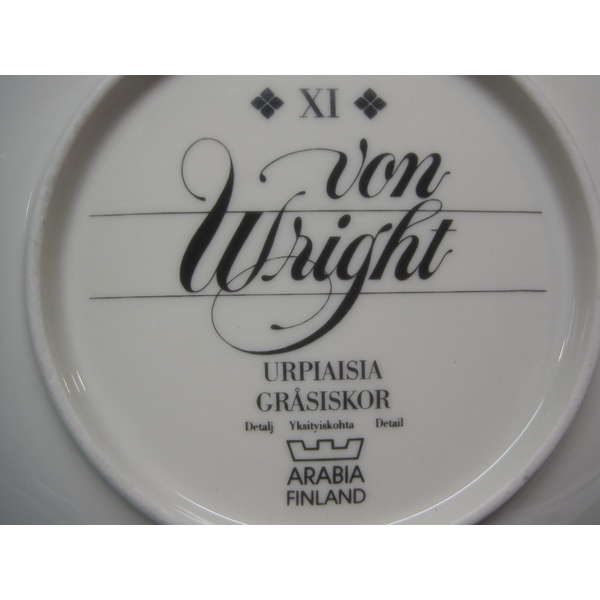 XI
von
Wright
URPIAISIA
GRÅSISKOR
Detalj Yksityiskohta Detail
ARABIA
FINLAND